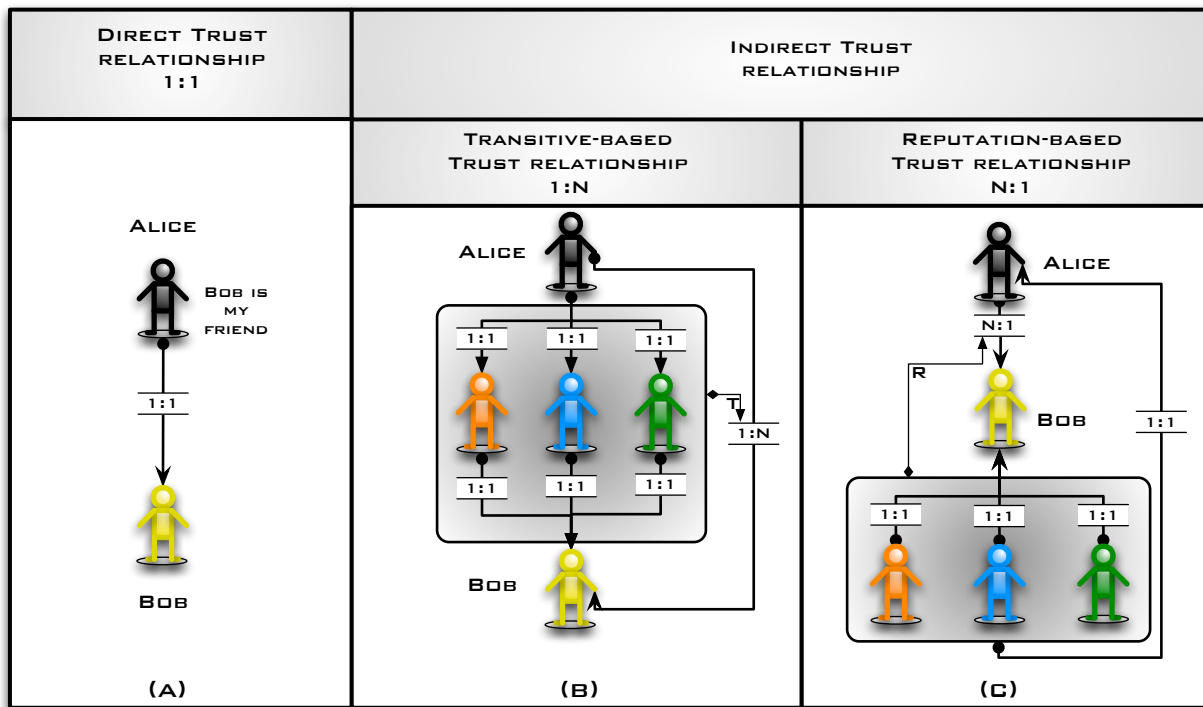 Direct Trust
relationship
1:1
Indirect Trust
relationship
Transitive-based
Trust relationship
1:N
Reputation-based
Trust relationship
N:1
Alice
Bob is
my
friend
1:1
Bob
(A)
Alice
1:1
1:1
1:1
T
1:N
1:1
1:1
1:1
Bob
(B)
Alice
N:1
R
Bob
1:1
1:1
1:1
1:1
(C)